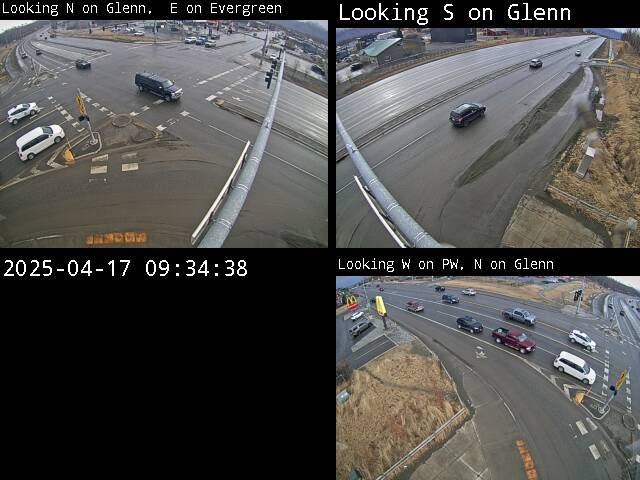 Looking N on Glenn,  E on Evergreen
Looking S on Glenn
2025-04-17 09:34:38
Looking W on PW, N on Glenn